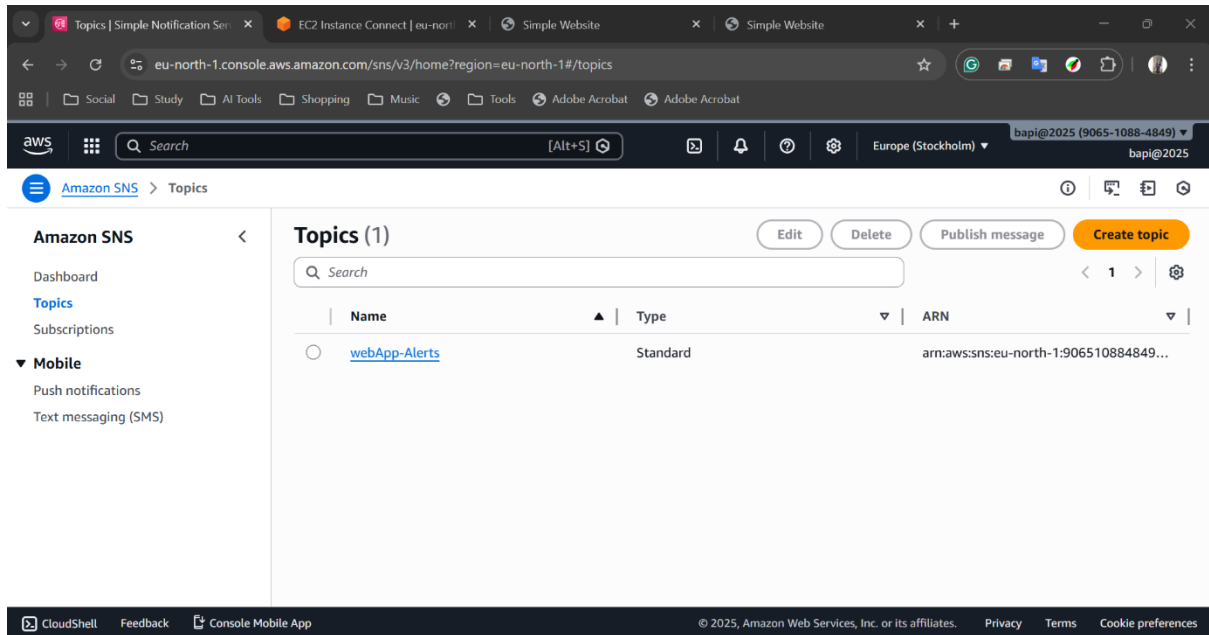 Topics | Simple Notification Ser
EC2 Instance Connect | eu-nort
Simple Website
Simple Website
eu-north-1.console.aws.amazon.com/sns/v3/home?region=eu-north-1#/topics
Social Study AI Tools Shopping Music Tools Adobe Acrobat Adobe Acrobat
aws Search [Alt+S] Europe (Stockholm) bapi@2025 (9065-1088-4849)
bapi@2025
Amazon SNS > Topics
Amazon SNS
Dashboard
Topics
Subscriptions
Mobile
Push notifications
Text messaging (SMS)
Topics (1) Edit Delete Publish message Create topic
Search 1
Name Type ARN
webApp-Alerts Standard arn:aws:sns:eu-north-1:906510884849...
CloudShell Feedback Console Mobile App © 2025, Amazon Web Services, Inc. or its affiliates. Privacy Terms Cookie preferences